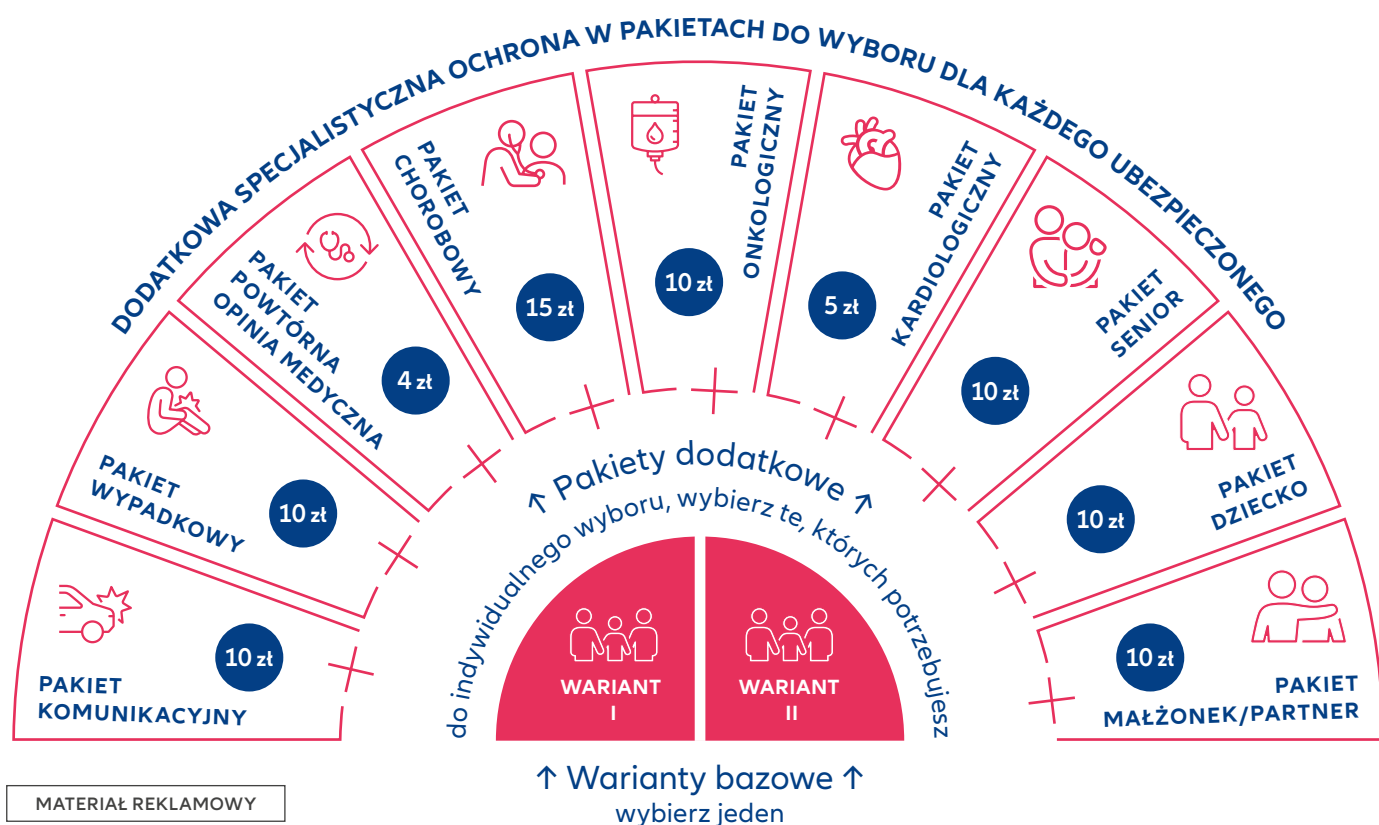 DODATKOWA SPECJALISTYCZNA OCHRONA W PAKIETACH DO WYBORU DLA KAŻDEGO UBEZPIECZONEGO
PAKIET
KOMUNIKACYJNY
10 zł
PAKIET
WYPADKOWY
10 zł
PAKIET
POWTÓRNA
OPINIA MEDYCZNA
4 zł
PAKIET
CHOROBOWY
15 zł
PAKIET
ONKOLOGICZNY
10 zł
PAKIET
KARDIOLOGICZNY
5 zł
PAKIET
SENIOR
10 zł
PAKIET
DZIECKO
10 zł
PAKIET
MAŁŻONEK/PARTNER
10 zł
↑ Pakiety dodatkowe ↑
do indywidualnego wyboru, wybierz te, których potrzebujesz
WARIANT
I
WARIANT
II
↑ Warianty bazowe ↑
wybierz jeden
MATERIAŁ REKLAMOWY